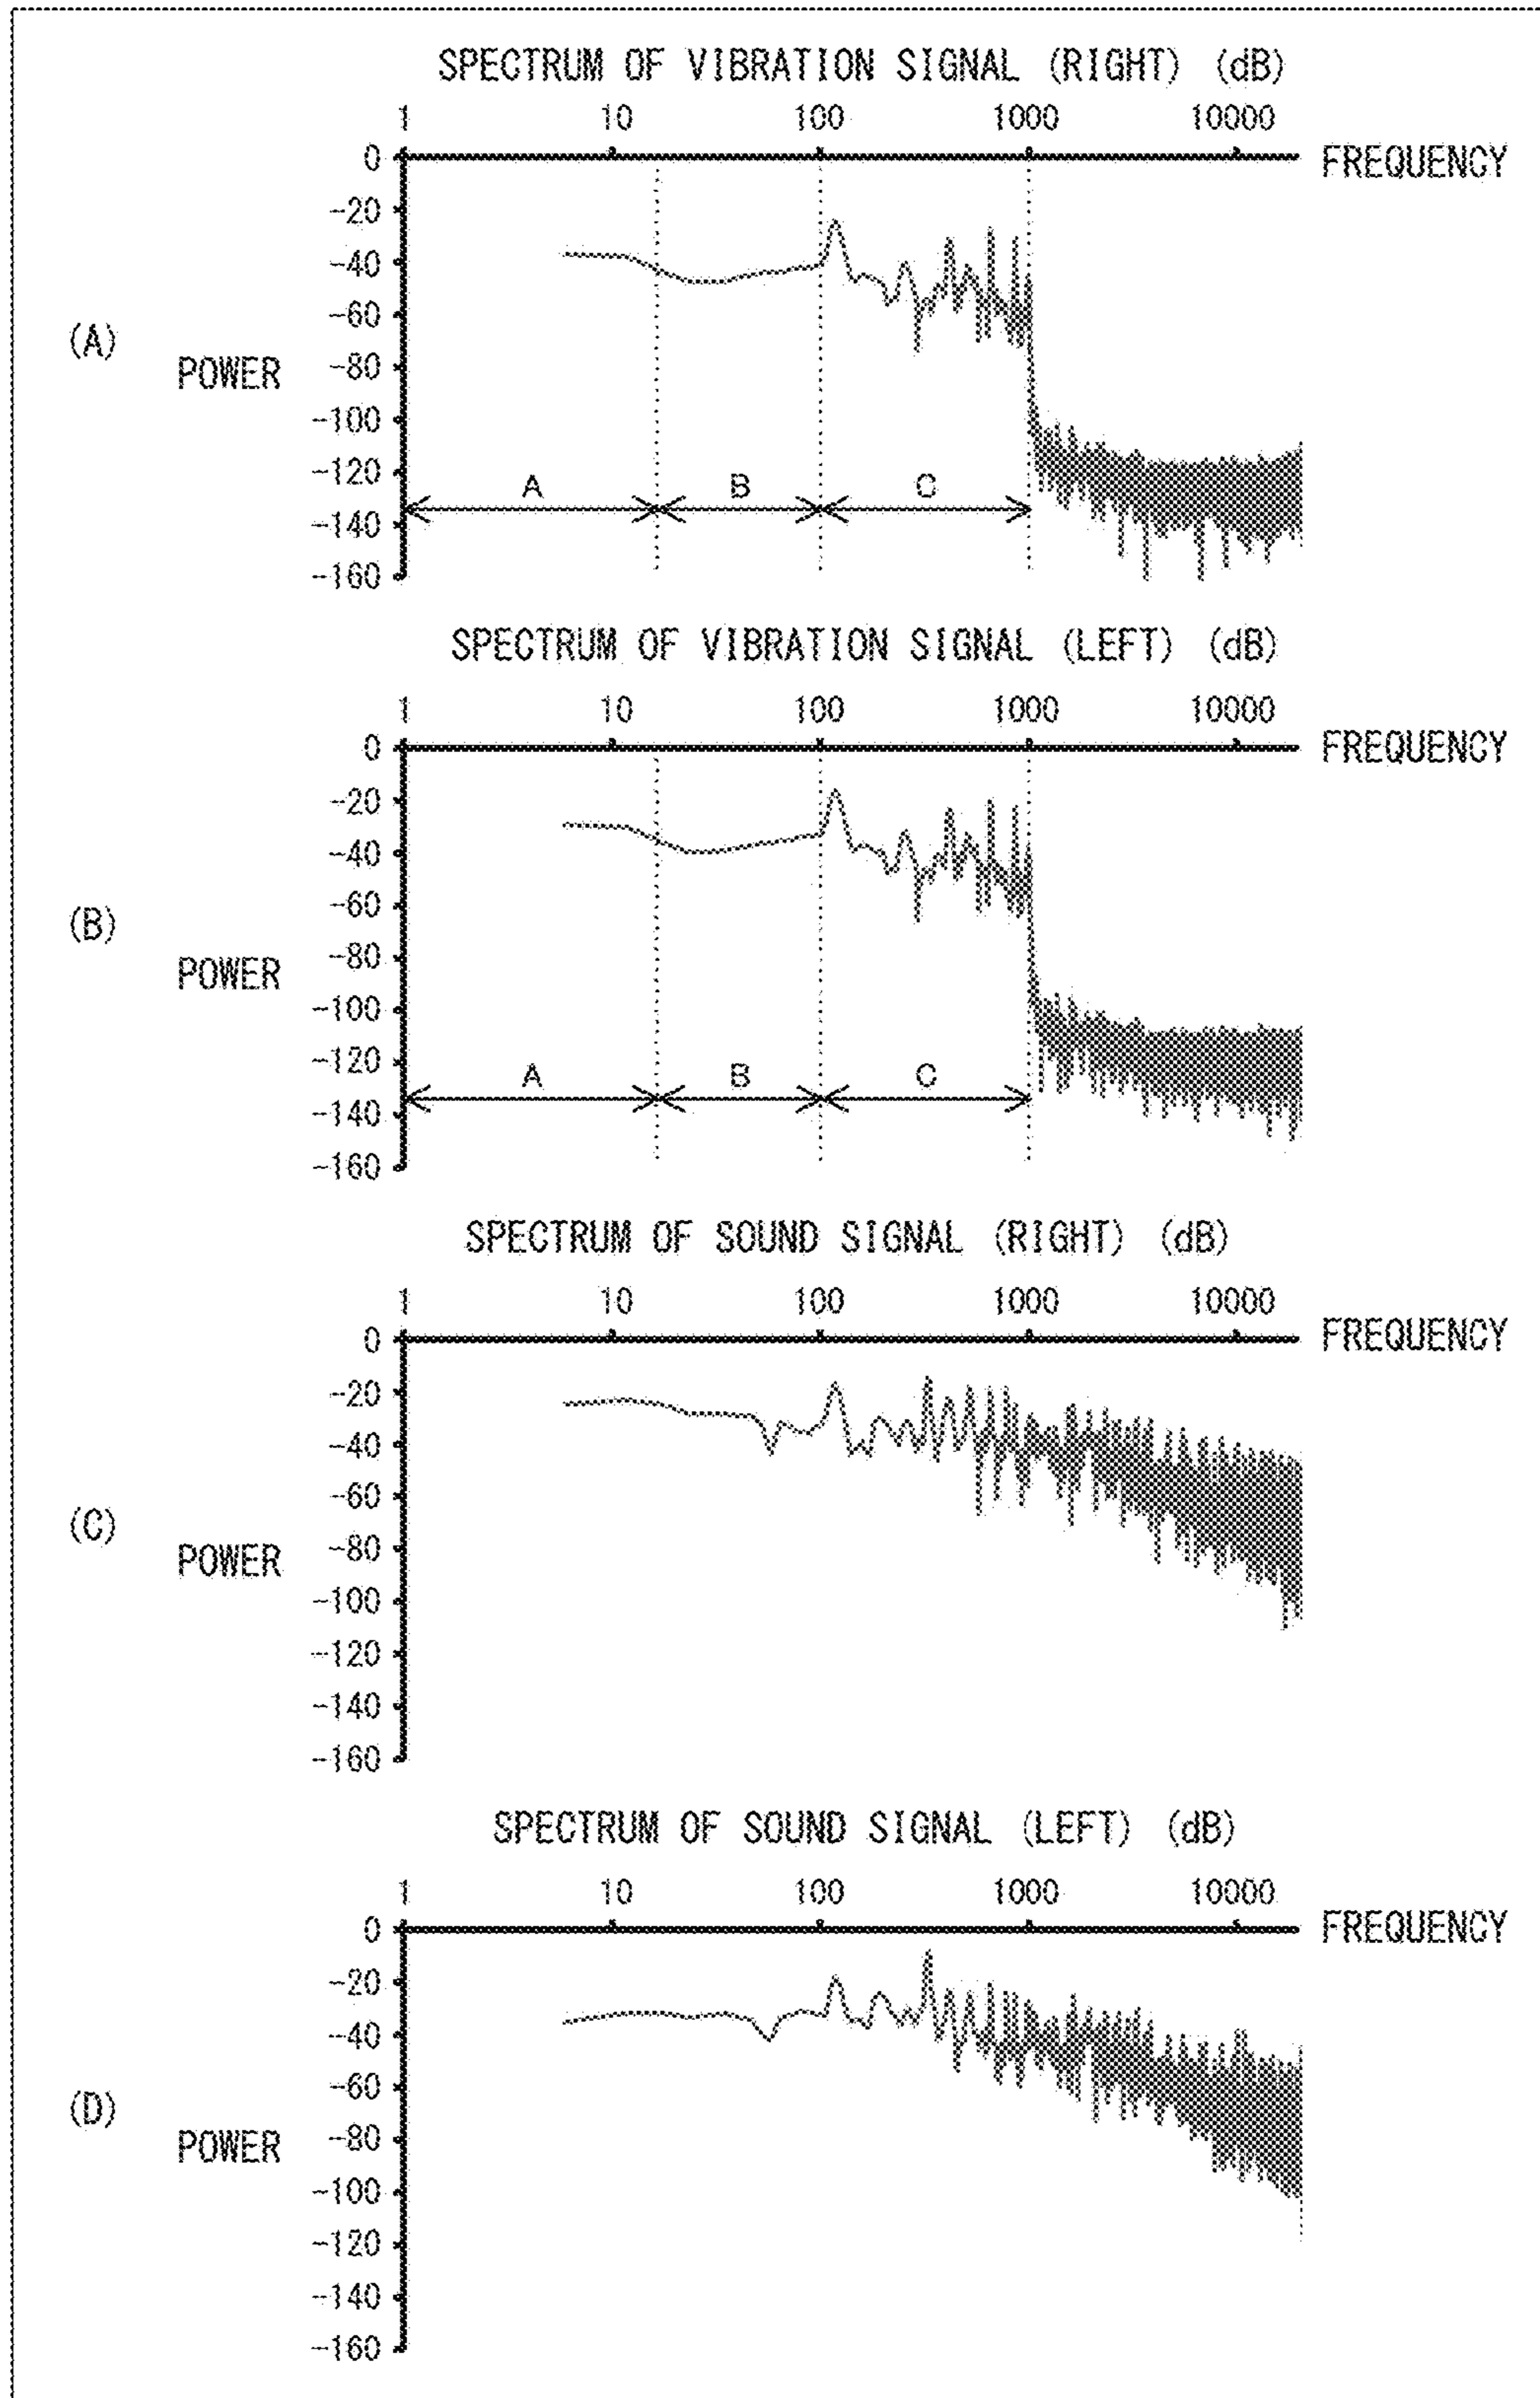 SPECTRUM OF VIBRATION SIGNAL (RIGHT) (dB)
1 10 100 1000 10000
FREQUENCY
0
-20
-40
-60
(A)
POWER
-80
-100
-120
A B C
-140
-160
SPECTRUM OF VIBRATION SIGNAL (LEFT) (dB)
1 10 100 1000 10000
FREQUENCY
0
-20
-40
-60
(B)
POWER
-80
-100
-120
A B C
-140
-160
SPECTRUM OF SOUND SIGNAL (RIGHT) (dB)
1 10 100 1000 10000
FREQUENCY
0
-20
-40
-60
(C)
POWER
-80
-100
-120
-140
-160
SPECTRUM OF SOUND SIGNAL (LEFT) (dB)
1 10 100 1000 10000
FREQUENCY
0
-20
-40
-60
(D)
POWER
-80
-100
-120
-140
-160